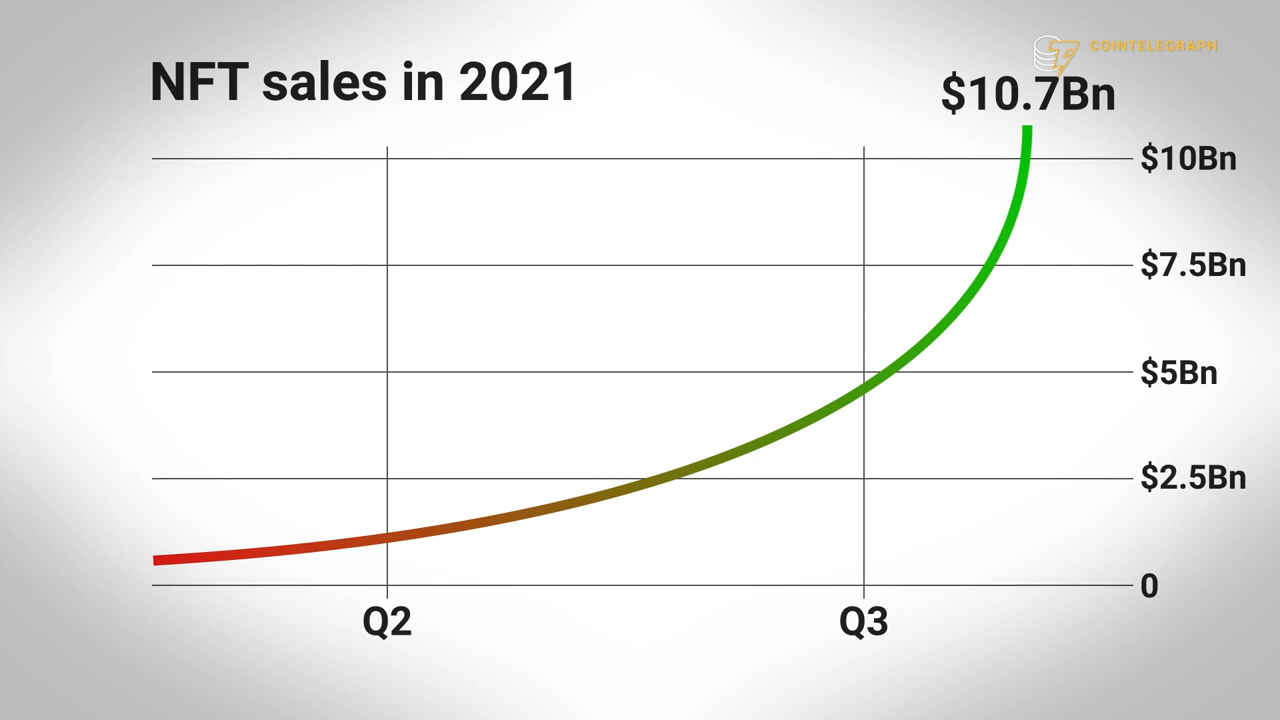 COINTELEGRAPH
NFT sales in 2021
$10.7Bn
$10Bn
$7.5Bn
$5Bn
$2.5Bn
0
Q2
Q3